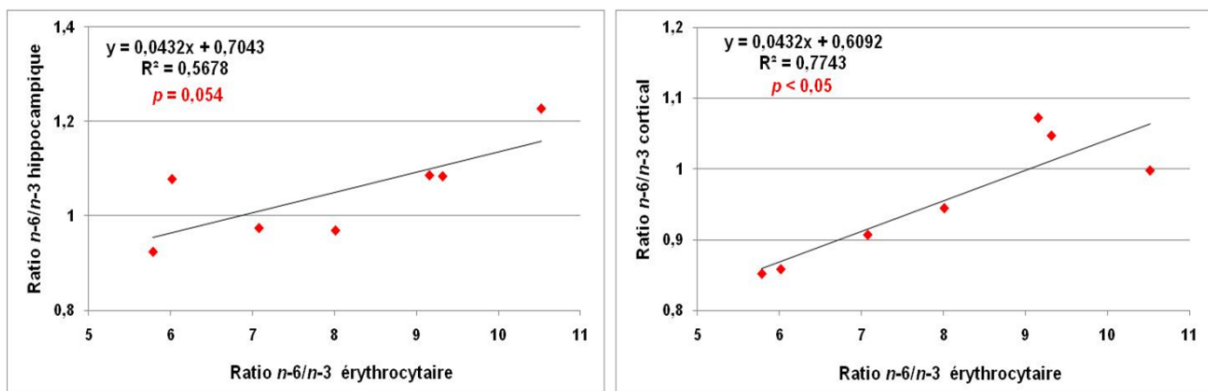 y = 0,0432x + 0,7043
R² = 0,5678
p = 0,054
Ratio n-6/n-3 hippocampique
1,4
1,2
1
0,8
5 6 7 8 9 10 11
Ratio n-6/n-3 érythrocytaire
y = 0,0432x + 0,6092
R² = 0,7743
p < 0,05
Ratio n-6/n-3 cortical
1,2
1,1
1
0,9
0,8
5 6 7 8 9 10 11
Ratio n-6/n-3 érythrocytaire